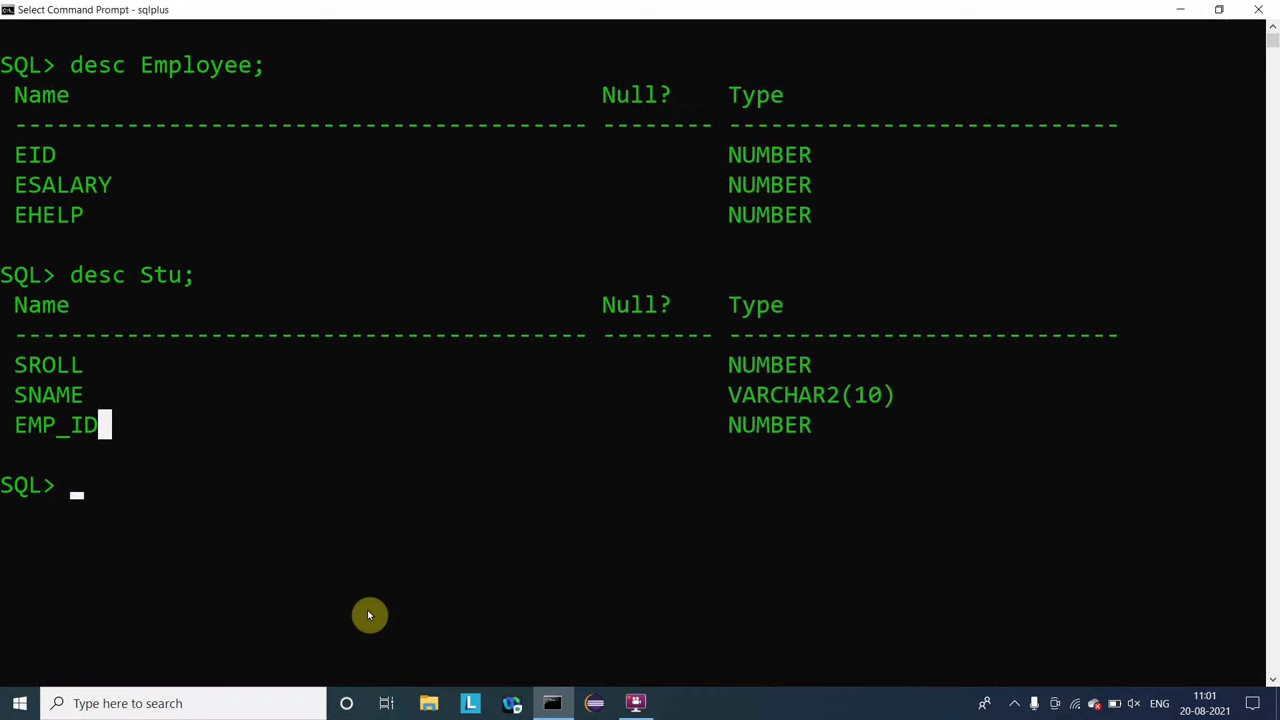 Select Command Prompt - sqlplus
SQL> desc Employee;
Name Null? Type
----------------------------------------- -------- ----------------------------
EID NUMBER
ESALARY NUMBER
EHELP NUMBER
SQL> desc Stu;
Name Null? Type
----------------------------------------- -------- ----------------------------
SROLL NUMBER
SNAME VARCHAR2(10)
EMP_ID NUMBER
SQL> _
Type here to search
L
ENG
11:01
20-08-2021